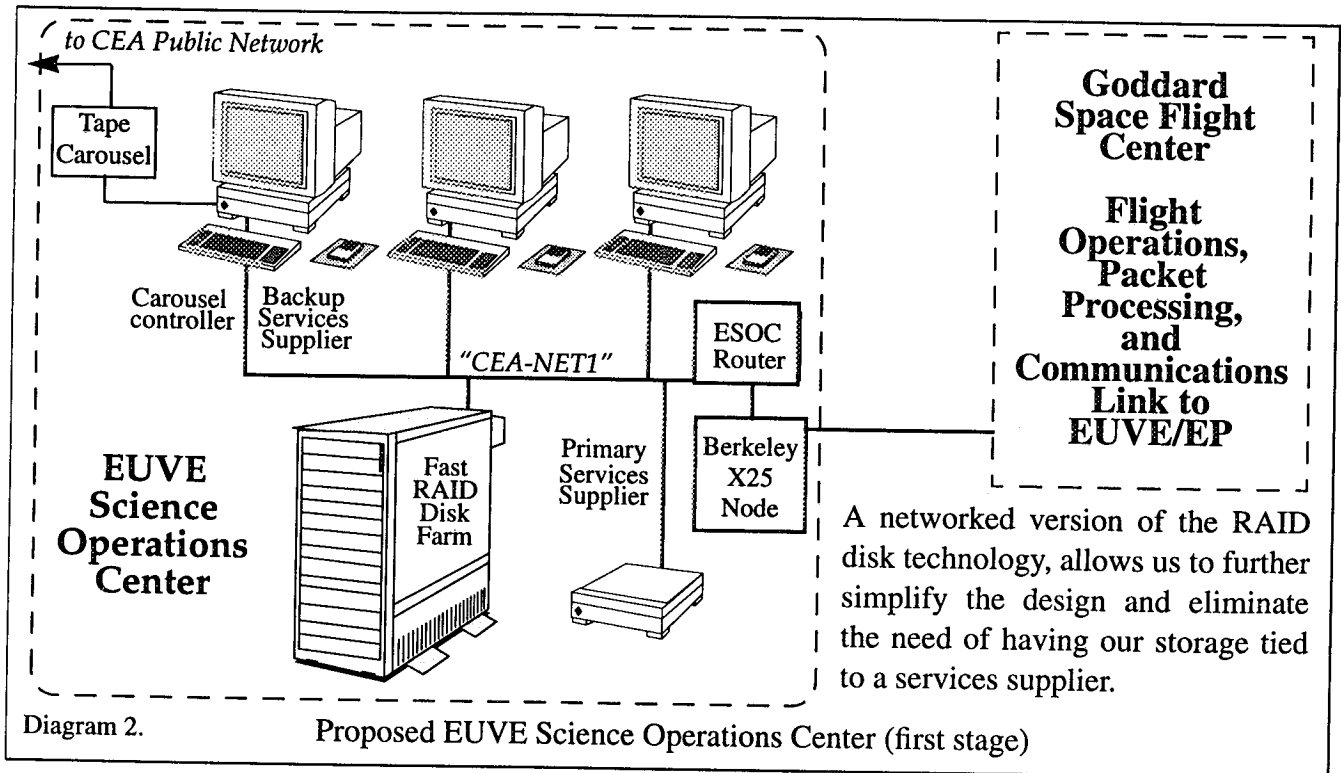 to CEA Public Network
Tape
Carousel
Carousel
controller
Backup
Services
Supplier
"CEA-NET1"
ESOC
Router
EUVE
Science
Operations
Center
Fast
RAID
Disk
Farm
Primary
Services
Supplier
Berkeley
X25
Node
Goddard
Space Flight
Center
Flight
Operations,
Packet
Processing,
and
Communications
Link to
EUVE/EP
A networked version of the RAID
disk technology, allows us to further
simplify the design and eliminate
the need of having our storage tied
to a services supplier.
Diagram 2.
Proposed EUVE Science Operations Center (first stage)